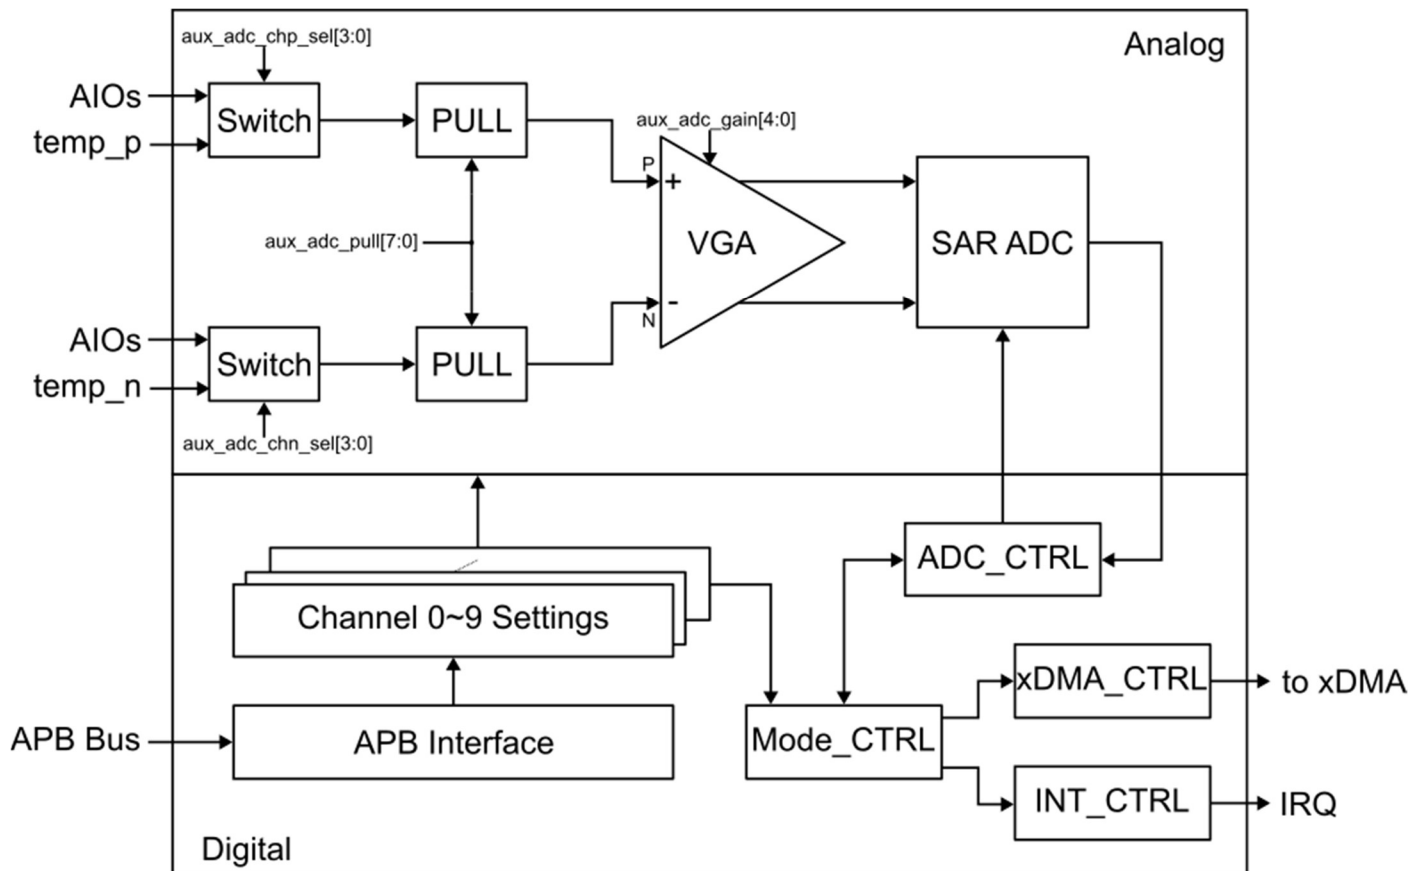 aux_adc_chp_sel[3:0]
Analog
AIOs
temp_p
Switch
PULL
aux_adc_gain[4:0]
P
+
VGA
SAR ADC
aux_adc_pull[7:0]
-
N
AIOs
temp_n
Switch
PULL
aux_adc_chn_sel[3:0]
ADC_CTRL
Channel 0~9 Settings
xDMA_CTRL
to xDMA
APB Bus
APB Interface
Mode_CTRL
INT_CTRL
IRQ
Digital